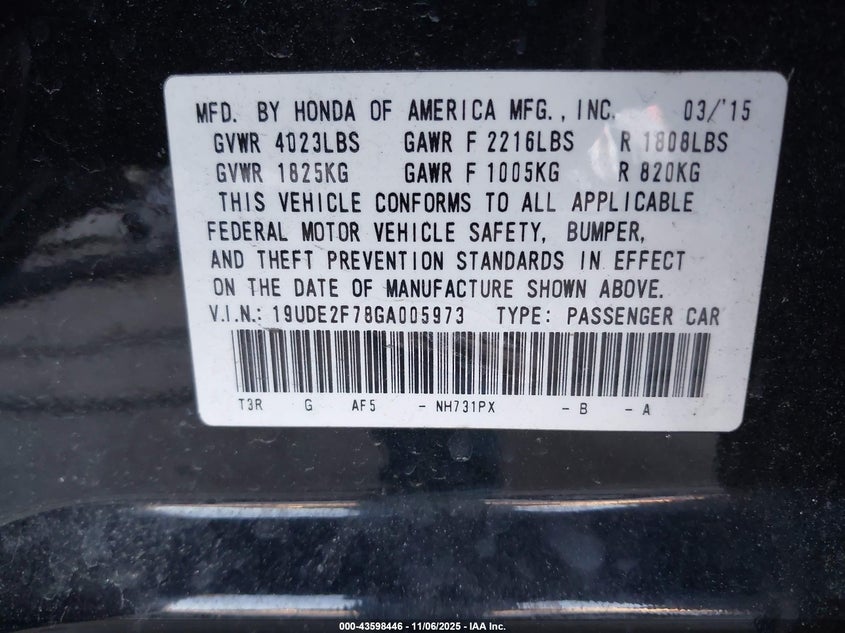 MFD. BY HONDA OF AMERICA MFG., INC. 03/'15
GVWR 4023LBS GAWR F 2216LBS R 1808LBS
GVWR 1825KG GAWR F 1005KG R 820KG
THIS VEHICLE CONFORMS TO ALL APPLICABLE
FEDERAL MOTOR VEHICLE SAFETY, BUMPER,
AND THEFT PREVENTION STANDARDS IN EFFECT
ON THE DATE OF MANUFACTURE SHOWN ABOVE.
V.I.N.: 19UDE2F78GA005973 TYPE: PASSENGER CAR
T3R G AF5 - NH731PX - B - A
000-43598446 - 11/06/2025 - IAA Inc.